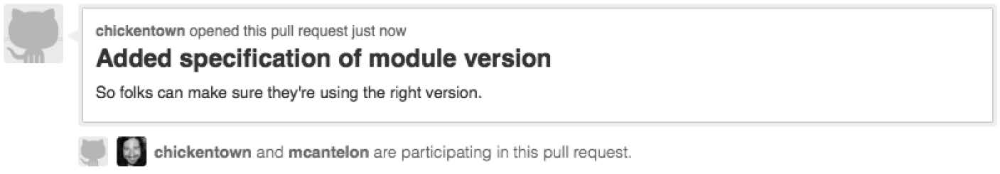 chickentown opened this pull request just now
Added specification of module version
So folks can make sure they're using the right version.
chickentown and mcantelon are participating in this pull request.